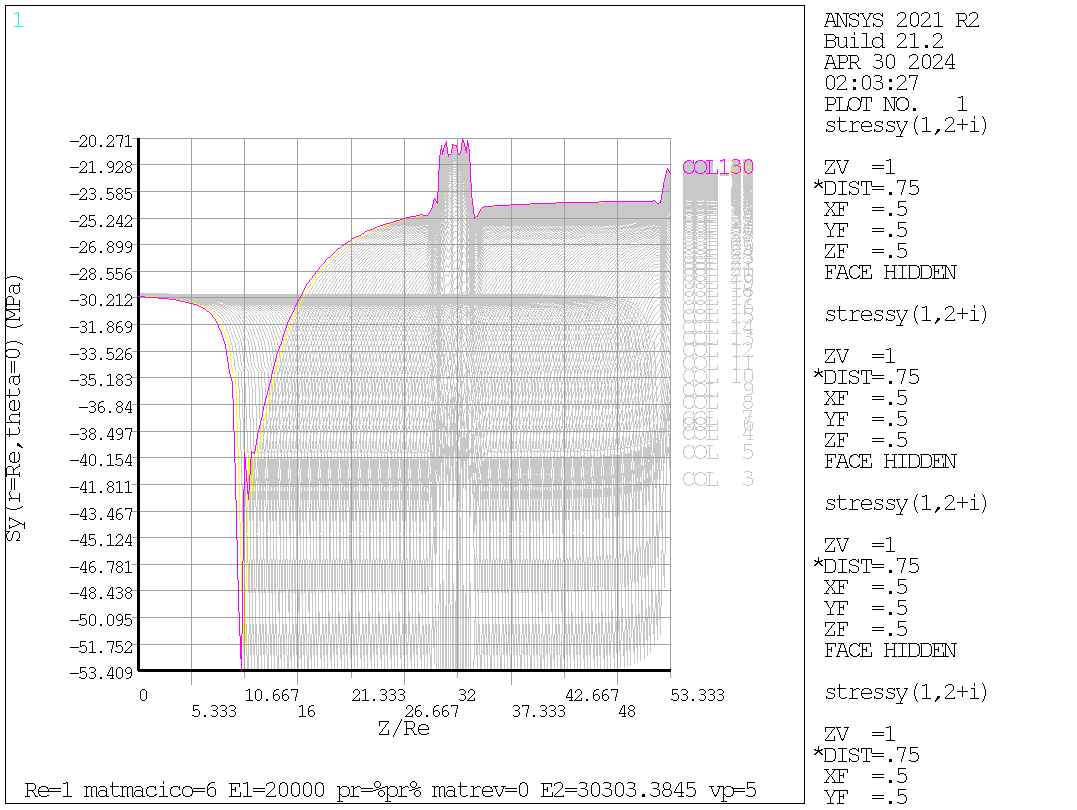 1
ANSYS 2021 R2
Build 21.2
APR 30 2024
02:03:27
PLOT NO. 1
stressy(1,2+i)
ZV =1
*DIST=.75
XF =.5
YF =.5
ZF =.5
FACE HIDDEN
stressy(1,2+i)
ZV =1
*DIST=.75
XF =.5
YF =.5
ZF =.5
FACE HIDDEN
stressy(1,2+i)
ZV =1
*DIST=.75
XF =.5
YF =.5
ZF =.5
FACE HIDDEN
stressy(1,2+i)
ZV =1
*DIST=.75
XF =.5
YF =.5
Sy(r=Re,theta=0)(MPa)
-20.271
-21.928
-23.585
-25.242
-26.899
-28.556
-30.212
-31.869
-33.526
-35.183
-36.84
-38.497
-40.154
-41.811
-43.467
-45.124
-46.781
-48.438
-50.095
-51.752
-53.409
COL 130
COL 5
COL 3
0
5.333
10.667
16
21.333
26.667
32
37.333
42.667
48
53.333
Z/Re
Re=1 matmacico=6 E1=20000 pr=%pr% matrev=0 E2=30303.3845 vp=5